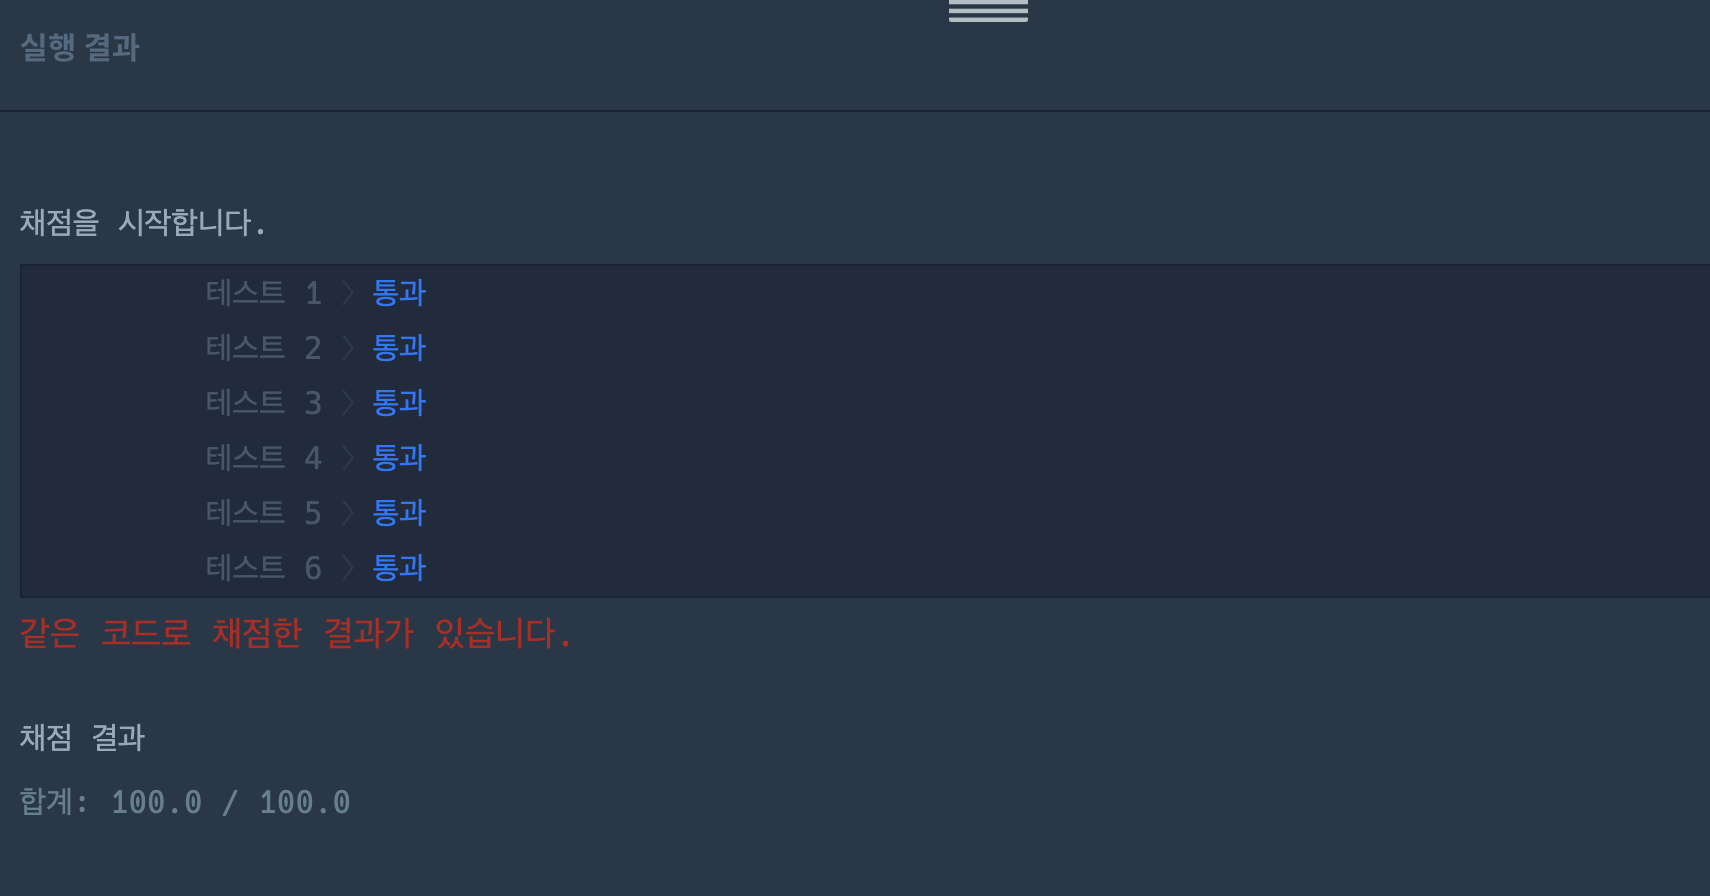 실행 결과
채점을 시작합니다.
테스트 1 〉 통과
테스트 2 〉 통과
테스트 3 〉 통과
테스트 4 〉 통과
테스트 5 〉 통과
테스트 6 〉 통과
같은 코드로 채점한 결과가 있습니다.
채점 결과
합계: 100.0 / 100.0